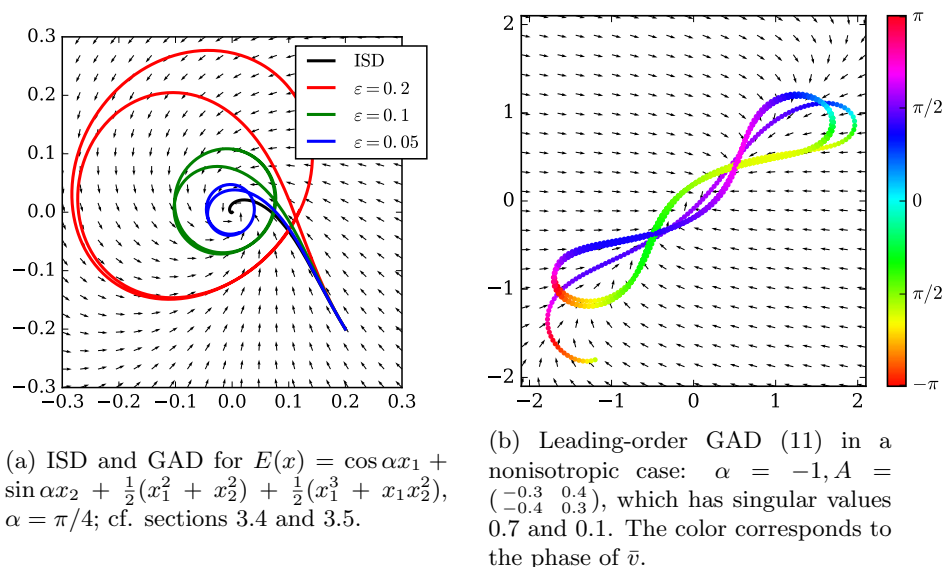 0.3
0.2
0.1
0.0
−0.1
−0.2
−0.3
−0.3 −0.2 −0.1 0.0 0.1 0.2 0.3
ISD
ε = 0.2
ε = 0.1
ε = 0.05
2
1
0
−1
−2
−2 −1 0 1 2
π
π/2
0
π/2
−π
(a) ISD and GAD for E(x) = cos αx₁ +
sin αx₂ + ½(x₁² + x₂²) + ½(x₁³ + x₁x₂²),
α = π/4; cf. sections 3.4 and 3.5.
(b) Leading-order GAD (11) in a
nonisotropic case: α = −1, A =
(−0.3 0.4 −0.4 0.3), which has singular values
0.7 and 0.1. The color corresponds to
the phase of v̄.